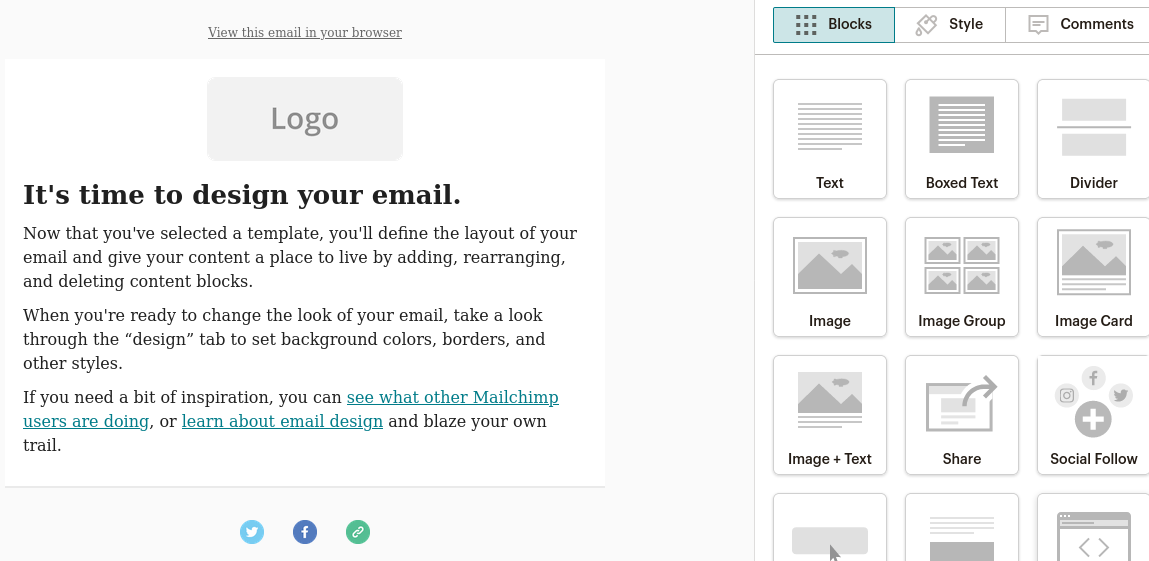 View this email in your browser
Logo
It's time to design your email.
Now that you've selected a template, you'll define the layout of your
email and give your content a place to live by adding, rearranging,
and deleting content blocks.
When you're ready to change the look of your email, take a look
through the “design” tab to set background colors, borders, and
other styles.
If you need a bit of inspiration, you can see what other Mailchimp
users are doing, or learn about email design and blaze your own
trail.
Blocks
Style
Comments
Text
Boxed Text
Divider
Image
Image Group
Image Card
Image + Text
Share
Social Follow